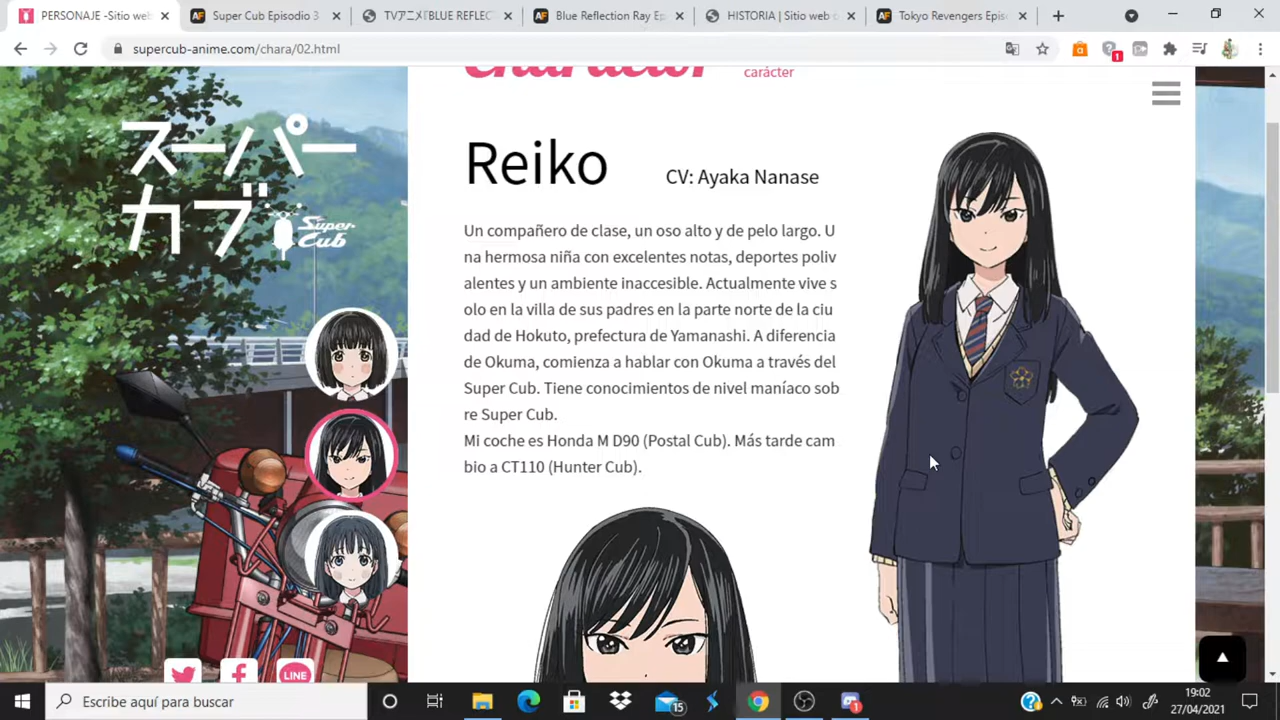 PERSONAJE -Sitio web
Super Cub Episodio 3
TVアニメ『BLUE REFLEC
Blue Reflection Ray Ep
HISTORIA | Sitio web
Tokyo Revengers Epis
supercub-anime.com/chara/02.html
1
Character
carácter
スーパー
カブ
Super
Cub
Reiko
CV: Ayaka Nanase
Un compañero de clase, un oso alto y de pelo largo. U
na hermosa niña con excelentes notas, deportes poliv
alentes y un ambiente inaccesible. Actualmente vive s
olo en la villa de sus padres en la parte norte de la ciu
dad de Hokuto, prefectura de Yamanashi. A diferencia
de Okuma, comienza a hablar con Okuma a través del
Super Cub. Tiene conocimientos de nivel maníaco sob
re Super Cub.
Mi coche es Honda M D90 (Postal Cub). Más tarde cam
bio a CT110 (Hunter Cub).
LINE
Escribe aquí para buscar
15
1
19:02
27/04/2021